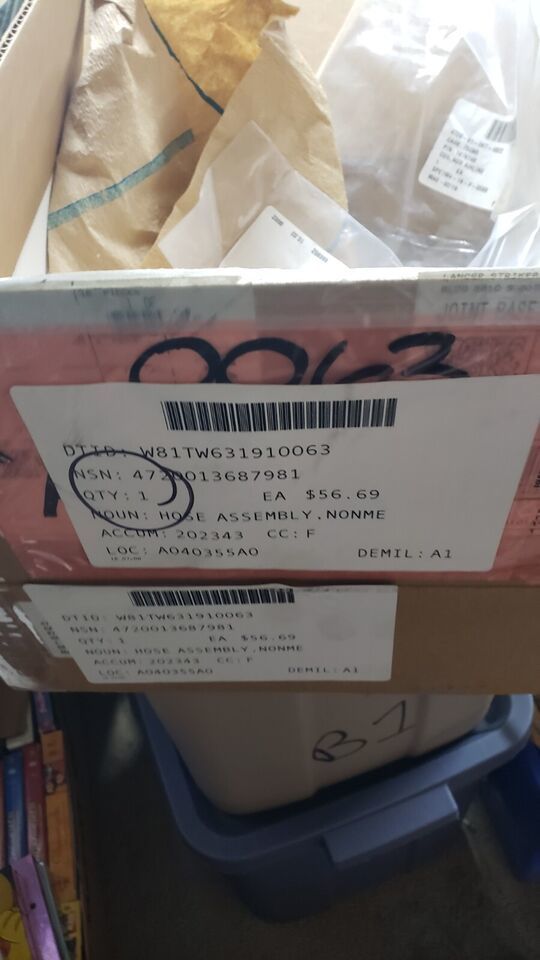 LANCER STRIKER
JOINT BASE
0063
DTID: W81TW631910063
NSN: 4720013687981
QTY: 1 EA $56.69
NOUN: HOSE ASSEMBLY,NONME
ACCUM: 202343 CC: F
LOC: A040355A0 DEMIL: A1
DTID: W81TW631910063
NSN: 4720013687981
QTY: 1 EA $56.69
NOUN: HOSE ASSEMBLY,NONME
ACCUM: 202343 CC: F
LOC: A040355A0 DEMIL: A1
B1